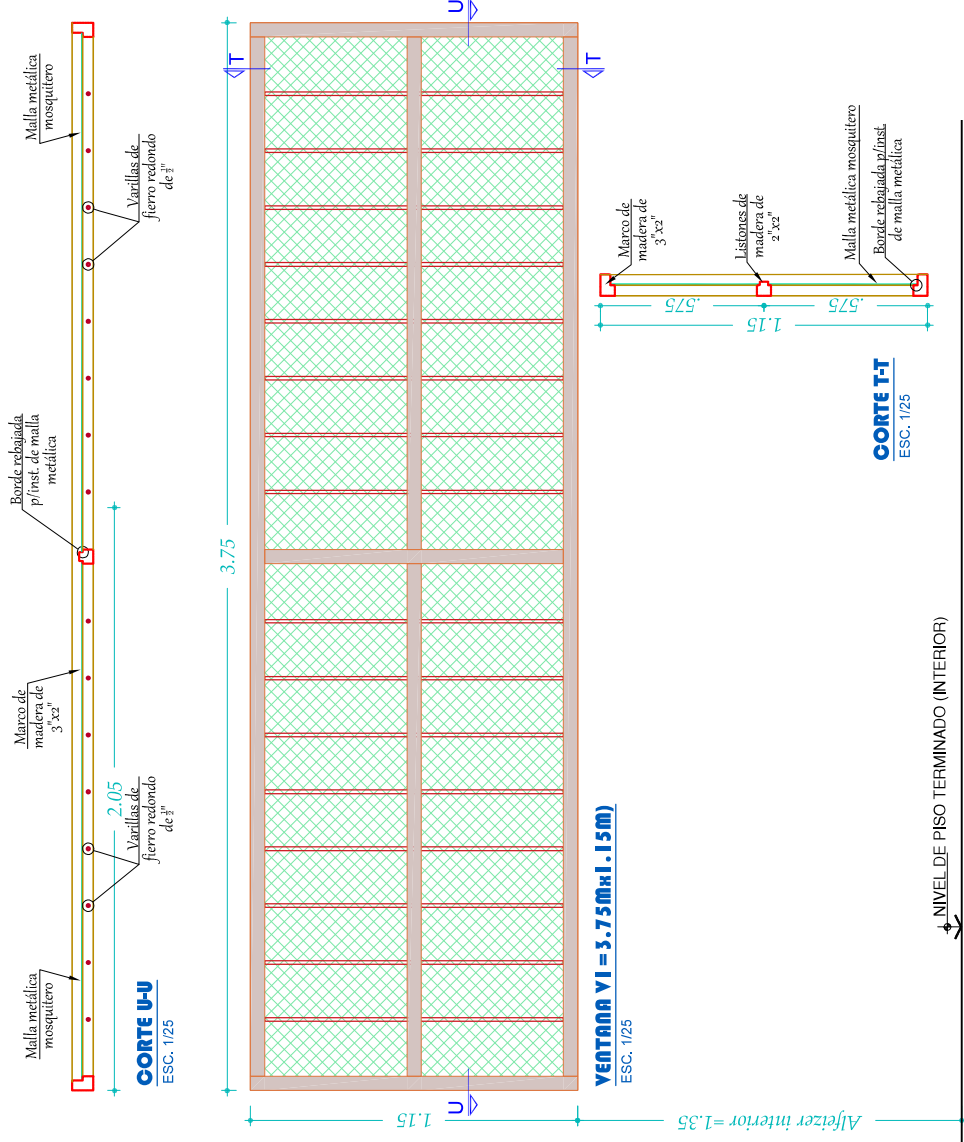 Malla metálica
mosquitero
Varillas de
fierro redondo
de ½"
Marco de
madera de
3"x2"
Borde rebajada
p/inst. de malla
metálica
Varillas de
fierro redondo
de ½"
Malla metálica
mosquitero
2.05
CORTE U-U
ESC. 1/25
3.75
1.15
U
U
T
T
VENTANA V1=3.75Mx1.15M)
ESC. 1/25
Alfeizer interior=1.35
NIVEL DE PISO TERMINADO (INTERIOR)
Marco de
madera de
3"x2"
Listones de
madera de
2"x2"
Malla metálica mosquitero
Borde rebajada p/inst.
de malla metálica
.575
.575
1.15
CORTE T-T
ESC. 1/25